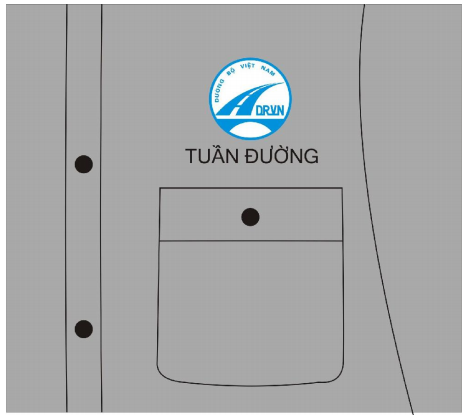 ĐƯỜNG BỘ VIỆT NAM
DRVN
TUẦN ĐƯỜNG